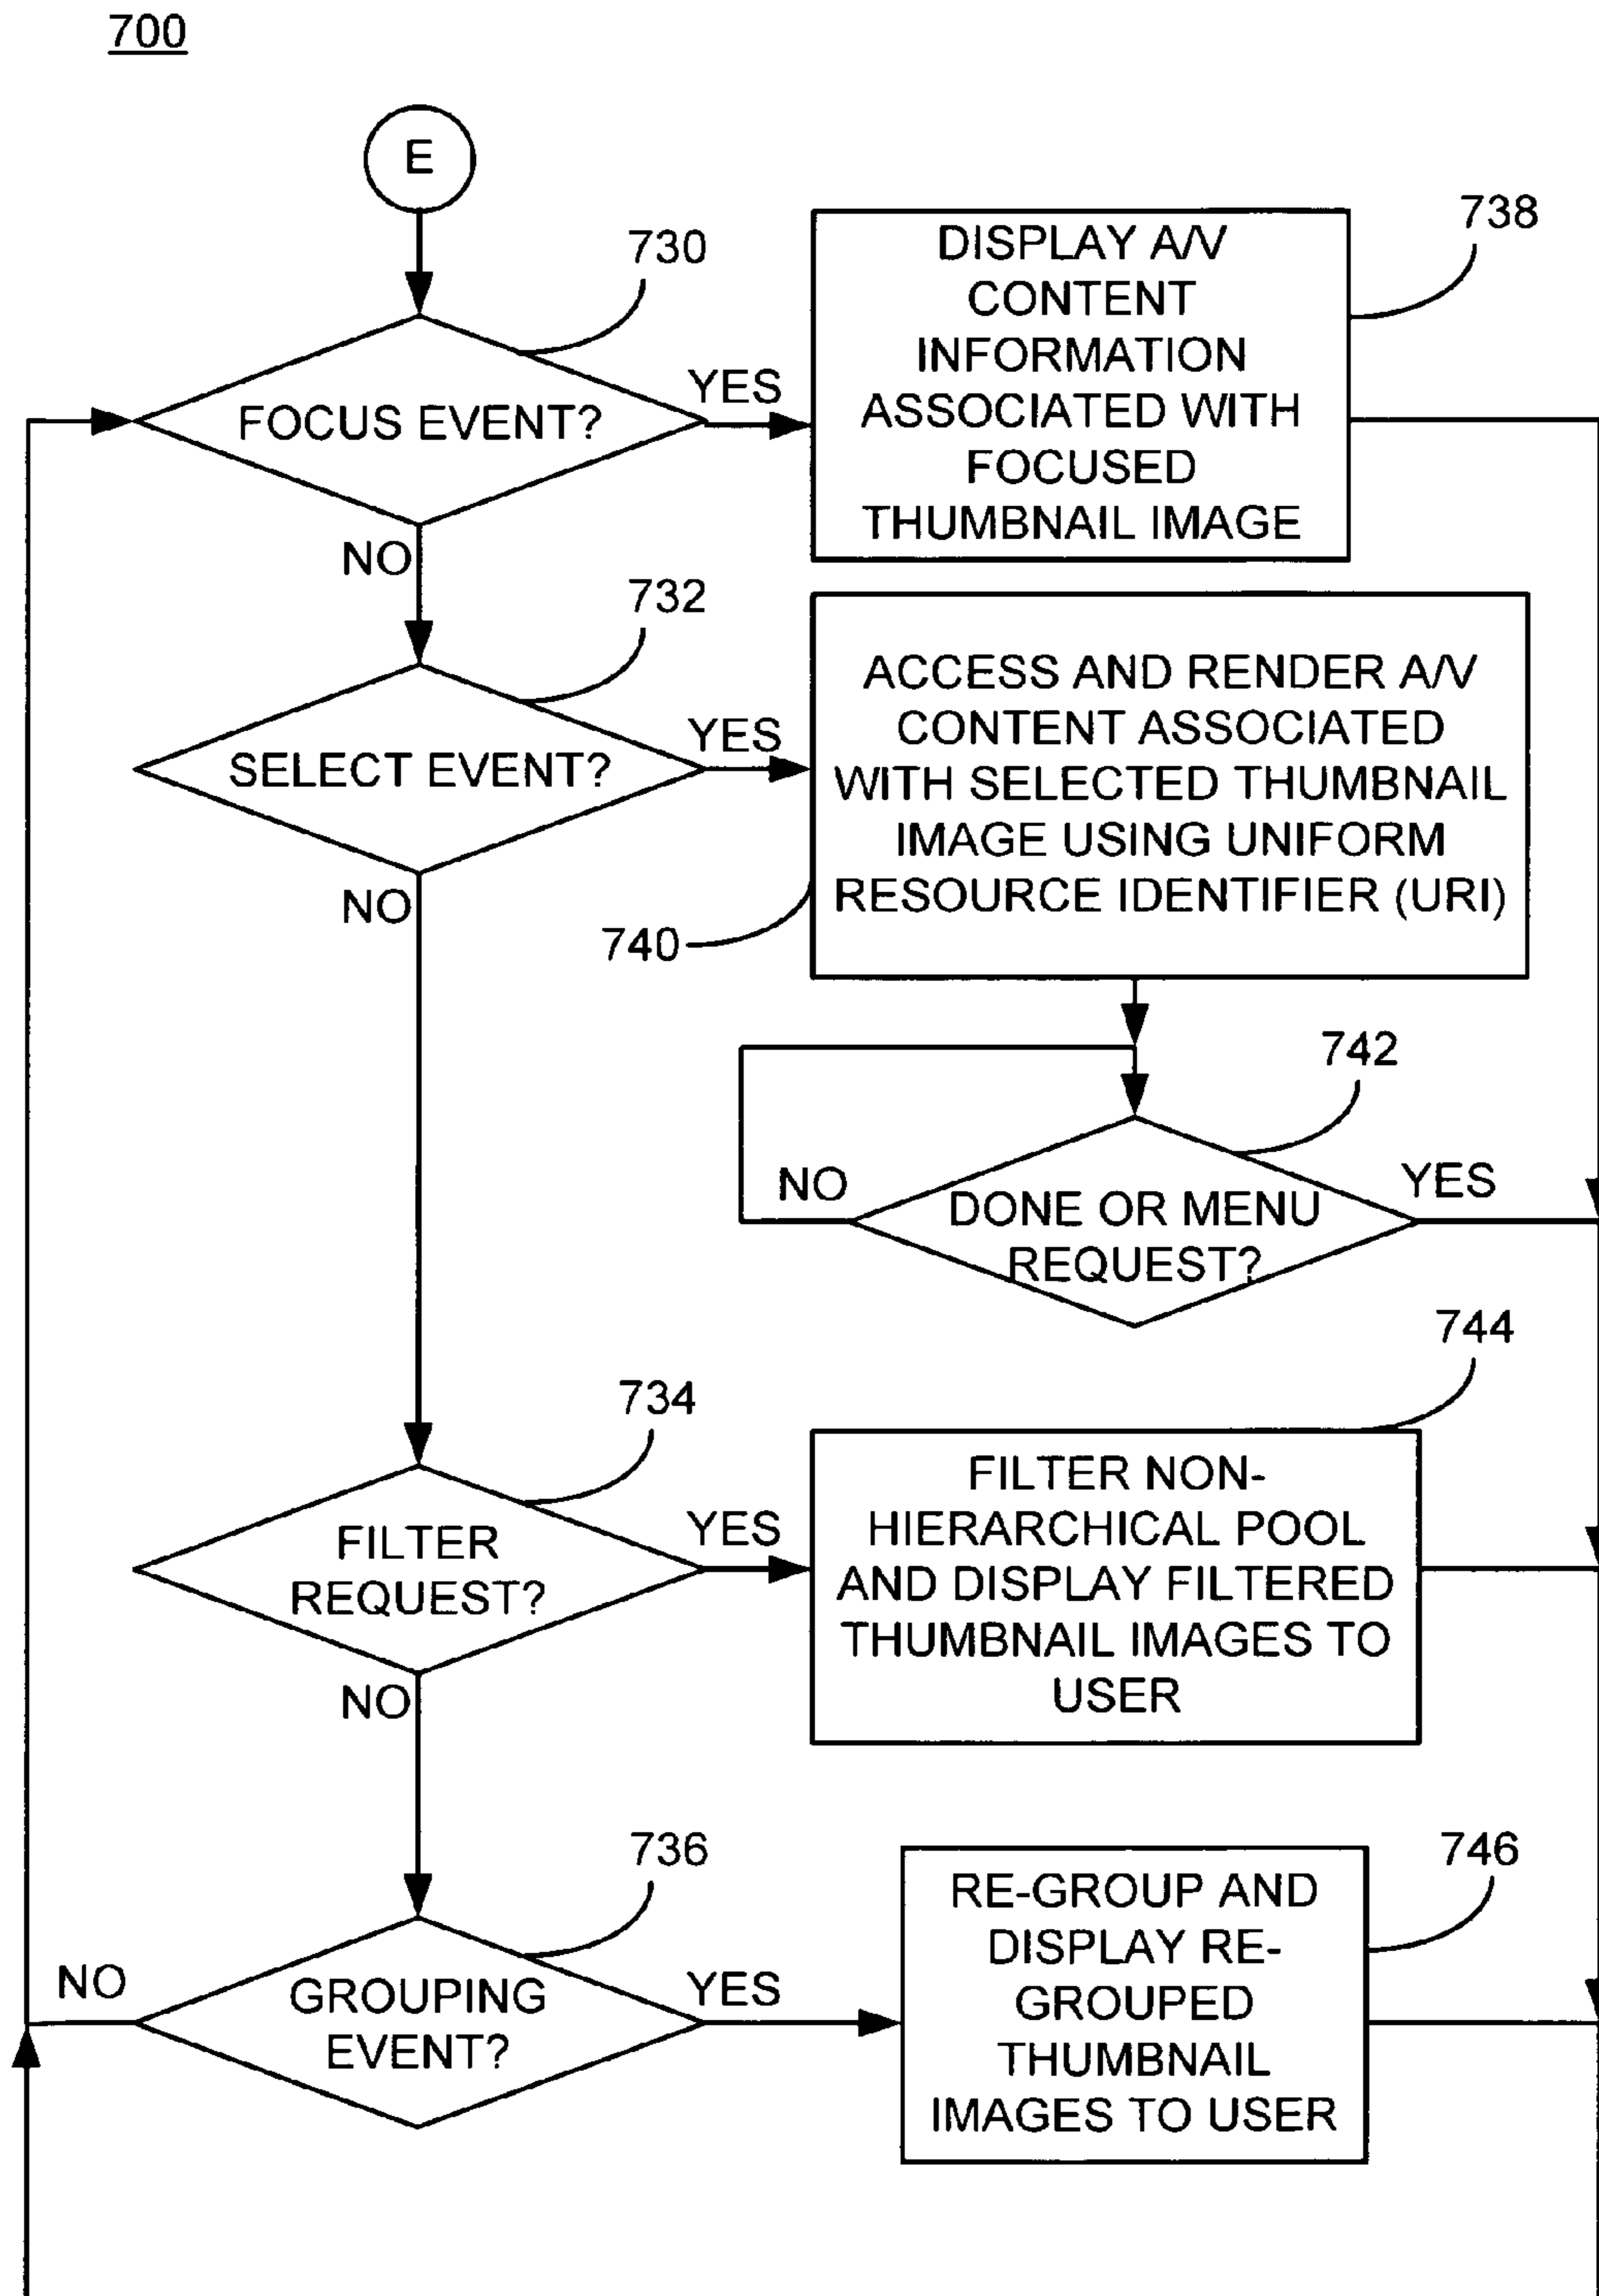 700
E
730
FOCUS EVENT?
YES
NO
738
DISPLAY A/V
CONTENT
INFORMATION
ASSOCIATED WITH
FOCUSED
THUMBNAIL IMAGE
732
SELECT EVENT?
YES
NO
740
ACCESS AND RENDER A/V
CONTENT ASSOCIATED
WITH SELECTED THUMBNAIL
IMAGE USING UNIFORM
RESOURCE IDENTIFIER (URI)
742
NO
DONE OR MENU
REQUEST?
YES
734
FILTER
REQUEST?
YES
NO
744
FILTER NON-
HIERARCHICAL POOL
AND DISPLAY FILTERED
THUMBNAIL IMAGES TO
USER
736
NO
GROUPING
EVENT?
YES
746
RE-GROUP AND
DISPLAY RE-
GROUPED
THUMBNAIL
IMAGES TO USER